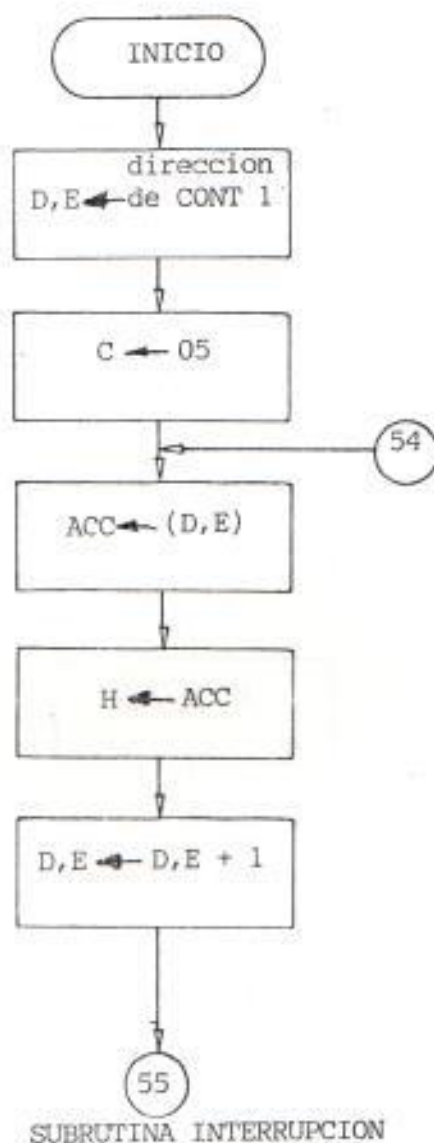 INICIO
direccion
D,E ← de CONT 1
C ← 05
54
ACC ← (D,E)
H ← ACC
D,E ← D,E + 1
55
SUBRUTINA INTERRUPCION